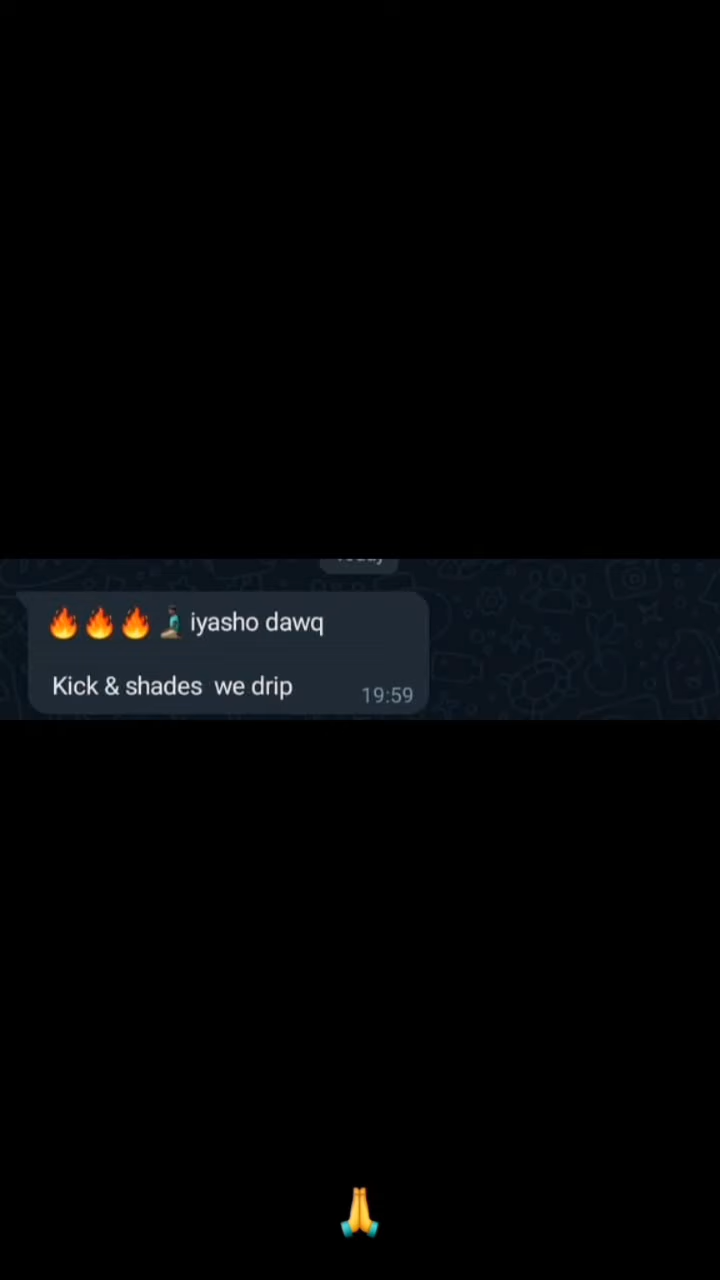 🔥🔥🔥🧎🏾‍♂️iyasho dawq
Kick & shades  we drip
19:59
🙏